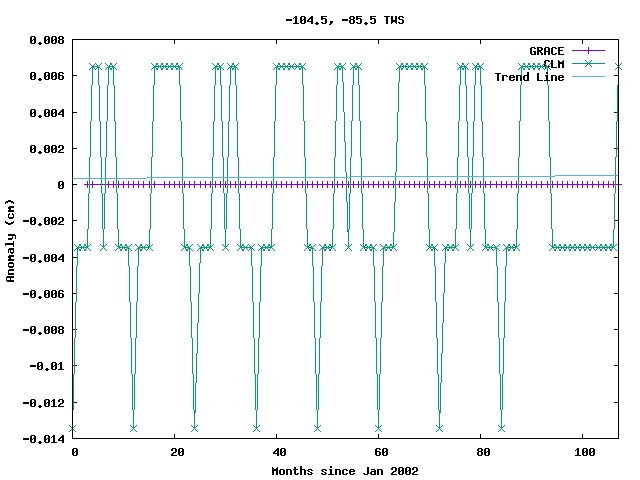 -104.5, -85.5 TWS
GRACE
CLM
Trend Line
0.008
0.006
0.004
0.002
0
-0.002
-0.004
-0.006
-0.008
-0.01
-0.012
-0.014
Anomaly (cm)
0 20 40 60 80 100
Months since Jan 2002